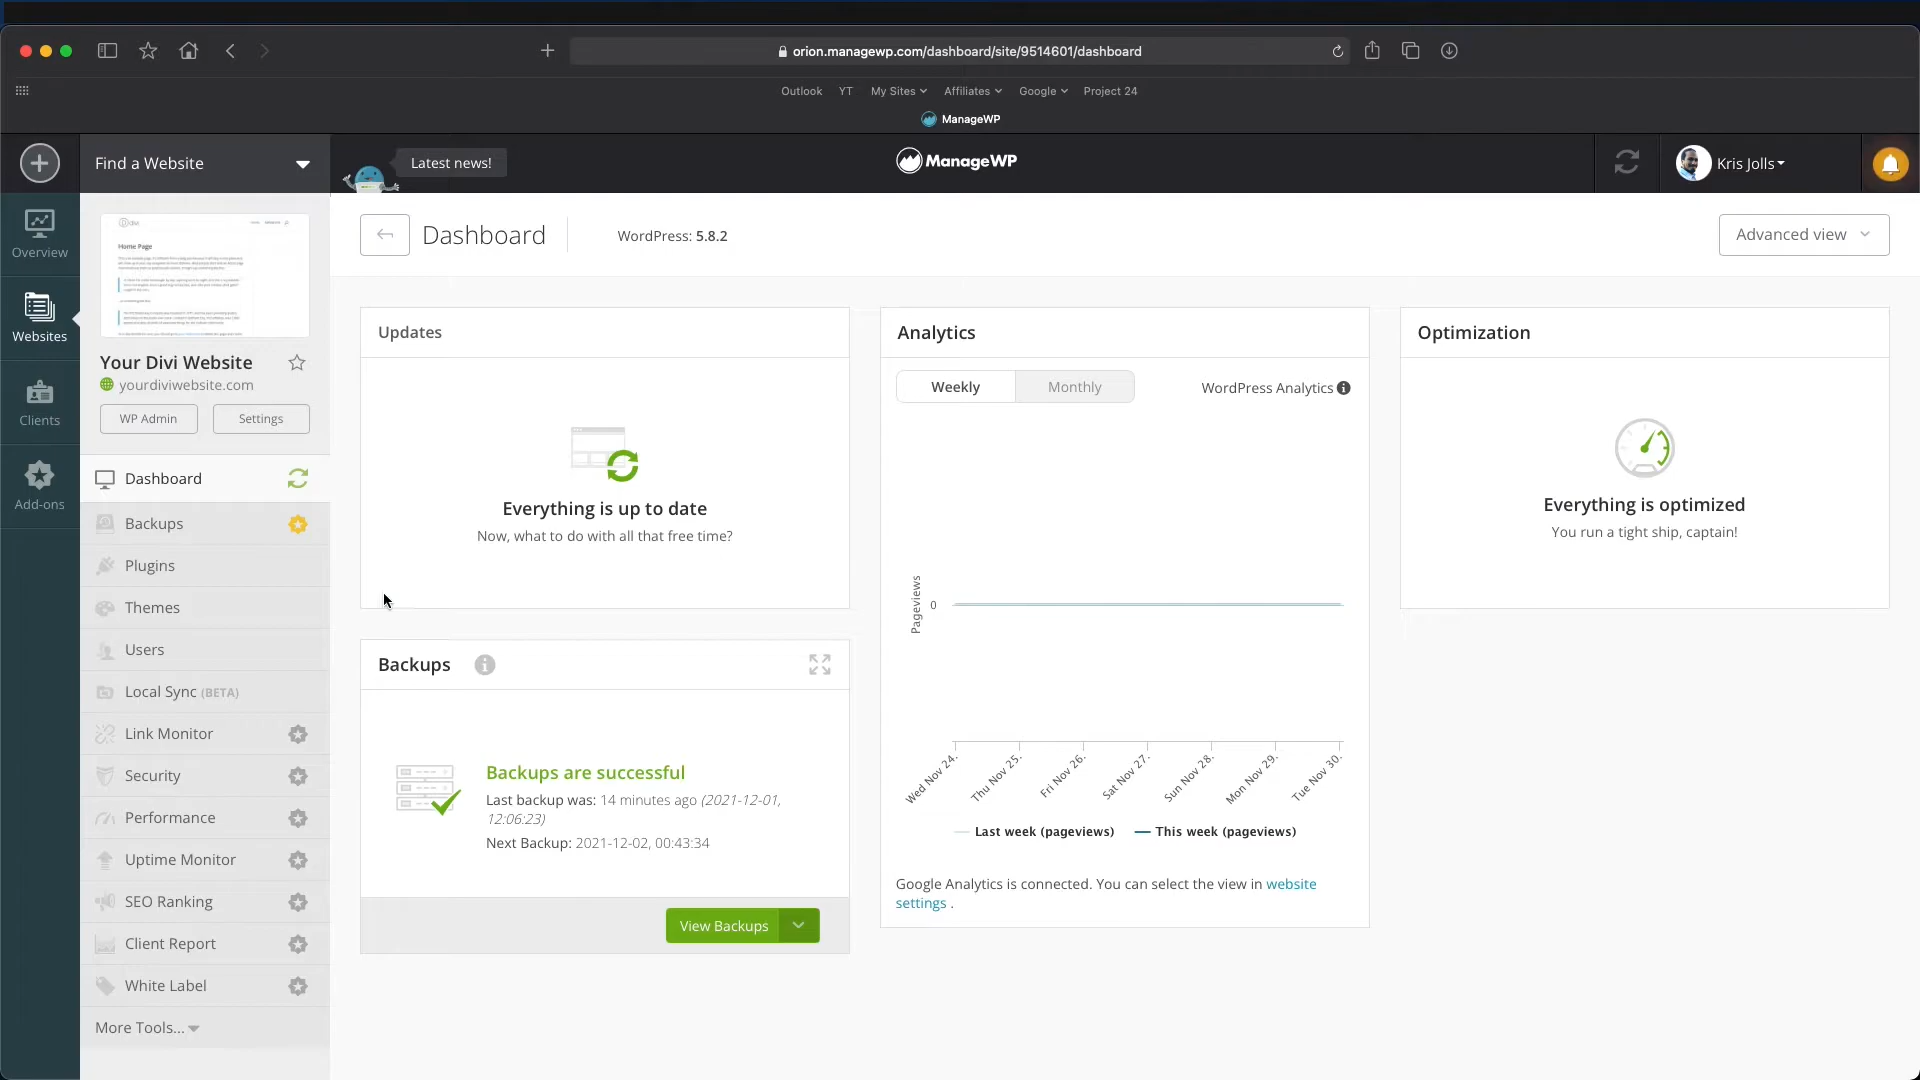 orion.managewp.com/dashboard/site/9514601/dashboard
Outlook YT My Sites Affiliates Google Project 24
ManageWP
Find a Website
Latest news!
ManageWP
Kris Jolls
Overview
Websites
Clients
Add-ons
Home Page
Your Divi Website
yourdiviwebsite.com
WP Admin Settings
Dashboard
Backups
Plugins
Themes
Users
Local Sync (BETA)
Link Monitor
Security
Performance
Uptime Monitor
SEO Ranking
Client Report
White Label
More Tools...
Dashboard
WordPress: 5.8.2
Advanced view
Updates
Everything is up to date
Now, what to do with all that free time?
Backups
Backups are successful
Last backup was: 14 minutes ago (2021-12-01,
12:06:23)
Next Backup: 2021-12-02, 00:43:34
View Backups
Analytics
Weekly Monthly
WordPress Analytics
Pageviews
0
Wed Nov 24.
Thu Nov 25.
Fri Nov 26.
Sat Nov 27.
Sun Nov 28.
Mon Nov 29.
Tue Nov 30.
Last week (pageviews) This week (pageviews)
Google Analytics is connected. You can select the view in website
settings .
Optimization
Everything is optimized
You run a tight ship, captain!